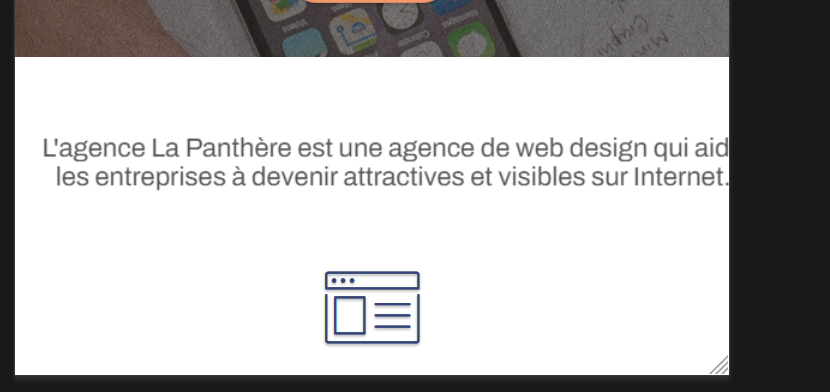 L'agence La Panthère est une agence de web design qui aid
les entreprises à devenir attractives et visibles sur Internet.